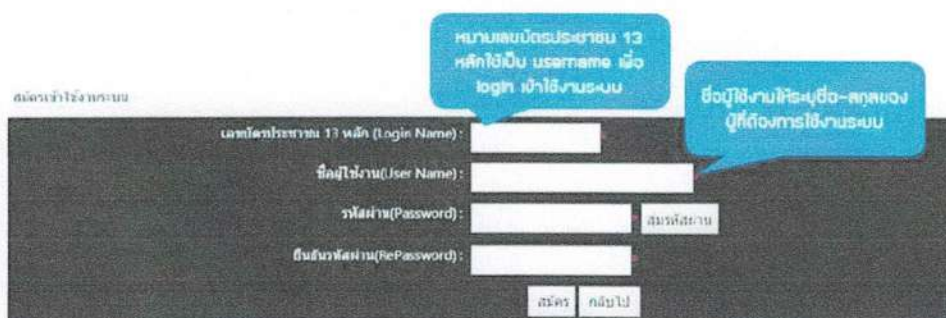 หมายเลขบัตรประชาชน 13
หลักใช้เป็น username เพื่อ
login เข้าใช้งานระบบ
สมัครเข้าใช้งานระบบ
ชื่อผู้ใช้งานให้ระบุชื่อ-สกุลของ
ผู้ที่ต้องการใช้งานระบบ
เลขบัตรประชาชน 13 หลัก (Login Name) :
ชื่อผู้ใช้งาน(User Name) :
รหัสผ่าน(Password) :
สุ่มรหัสผ่าน
ยืนยันรหัสผ่าน(RePassword) :
สมัคร กลับไป